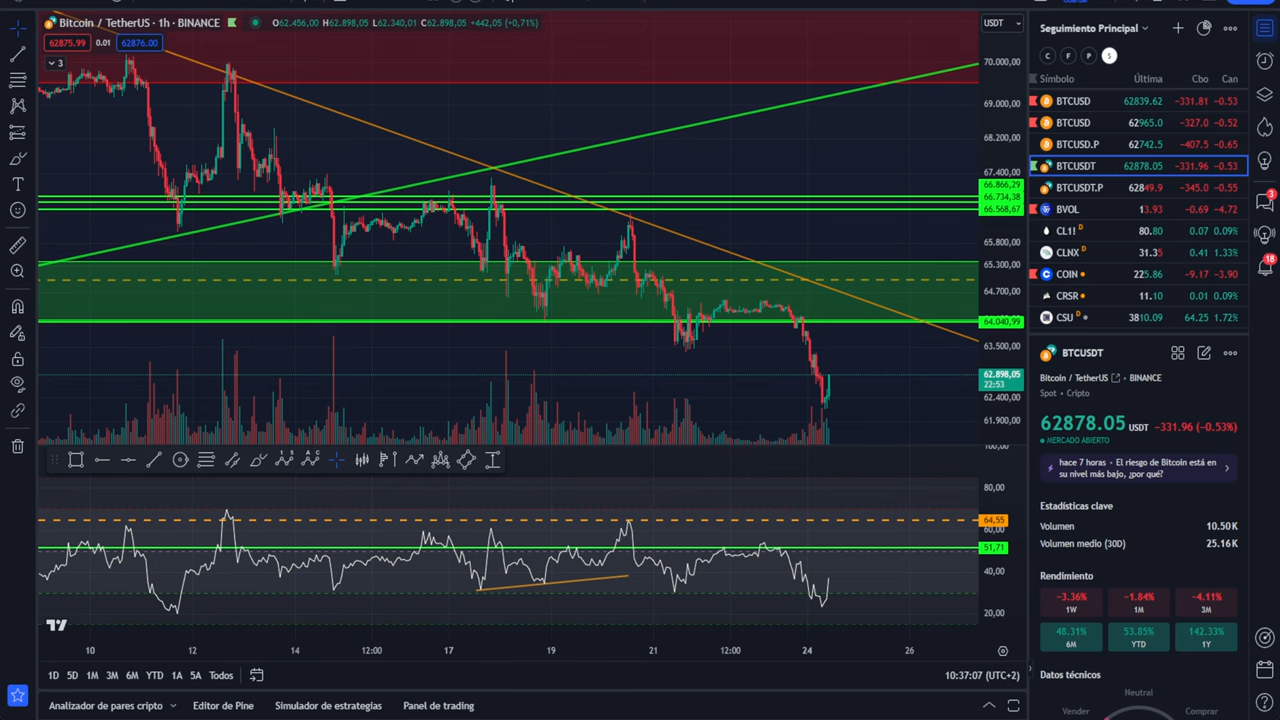 Bitcoin / TetherUS · 1h · BINANCE
O62.456,00 H62.898,05 L62.340,01 C62.898,05 +442,05 (+0,71%)
62875.99 0.01 62876.00
3
USDT
70.000,00
69.000,00
68.200,00
67.400,00
66.866,29
66.734,38
66.568,67
65.800,00
65.300,00
64.700,00
64.040,99
63.500,00
62.898,05
22:53
62.400,00
61.900,00
80,00
64,55
60,00
51,71
40,00
20,00
10 12 12:00 14 12:00 17 12:00 21 12:00 24 26
1D 5D 1M 3M 6M YTD 1A 5A Todos
10:37:07 (UTC+2)
Analizador de pares cripto
Editor de Pine
Simulador de estrategias
Panel de trading
Seguimiento Principal
C F P S
Símbolo Última Cbo Can
BTCUSD 62839.62 −331.81 −0.53
BTCUSD 62965.0 −327.0 −0.52
BTCUSD.P 62742.5 −407.5 −0.65
BTCUSDT 62878.05 −331.96 −0.53
BTCUSDT.P 62849.9 −345.0 −0.55
BVOL 13.93 −0.69 −4.72
CL1! D 80.80 0.07 0.09%
CLNX D 31.35 0.41 1.33%
COIN 225.86 −9.17 −3.90
CRSR 11.10 0.01 0.09%
CSU D 3810.09 64.25 1.72%
BTCUSDT
Bitcoin / TetherUS · BINANCE
Spot · Cripto
62878.05 USDT −331.96 (−0.53%)
MERCADO ABIERTO
hace 7 horas · El riesgo de Bitcoin está en
su nivel más bajo, ¿por qué?
Estadísticas clave
Volumen 10.50K
Volumen medio (30D) 25.16K
Rendimiento
−3.36% −1.84% −4.11%
1W 1M 3M
48.31% 53.85% 142.33%
6M YTD 1Y
Datos técnicos
Neutral
Vender Comprar
3
18